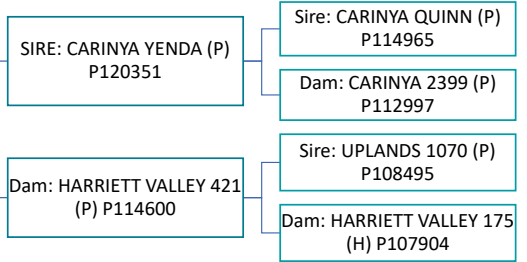 SIRE: CARINYA YENDA (P)
P120351
Sire: CARINYA QUINN (P)
P114965
Dam: CARINYA 2399 (P)
P112997
Dam: HARRIETT VALLEY 421
(P) P114600
Sire: UPLANDS 1070 (P)
P108495
Dam: HARRIETT VALLEY 175
(H) P107904